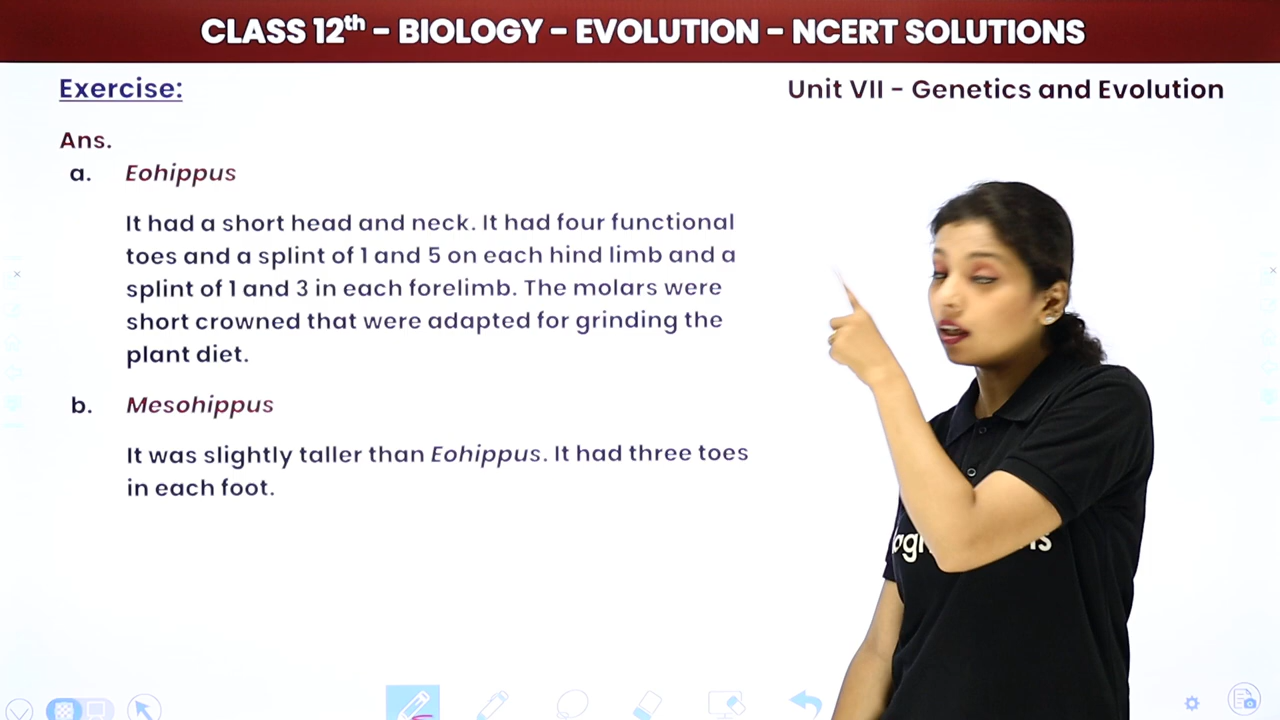 CLASS 12th - BIOLOGY - EVOLUTION - NCERT SOLUTIONS
Exercise:
Unit VII - Genetics and Evolution
Ans.
a. Eohippus
It had a short head and neck. It had four functional
toes and a splint of 1 and 5 on each hind limb and a
splint of 1 and 3 in each forelimb. The molars were
short crowned that were adapted for grinding the
plant diet.
b. Mesohippus
It was slightly taller than Eohippus. It had three toes
in each foot.